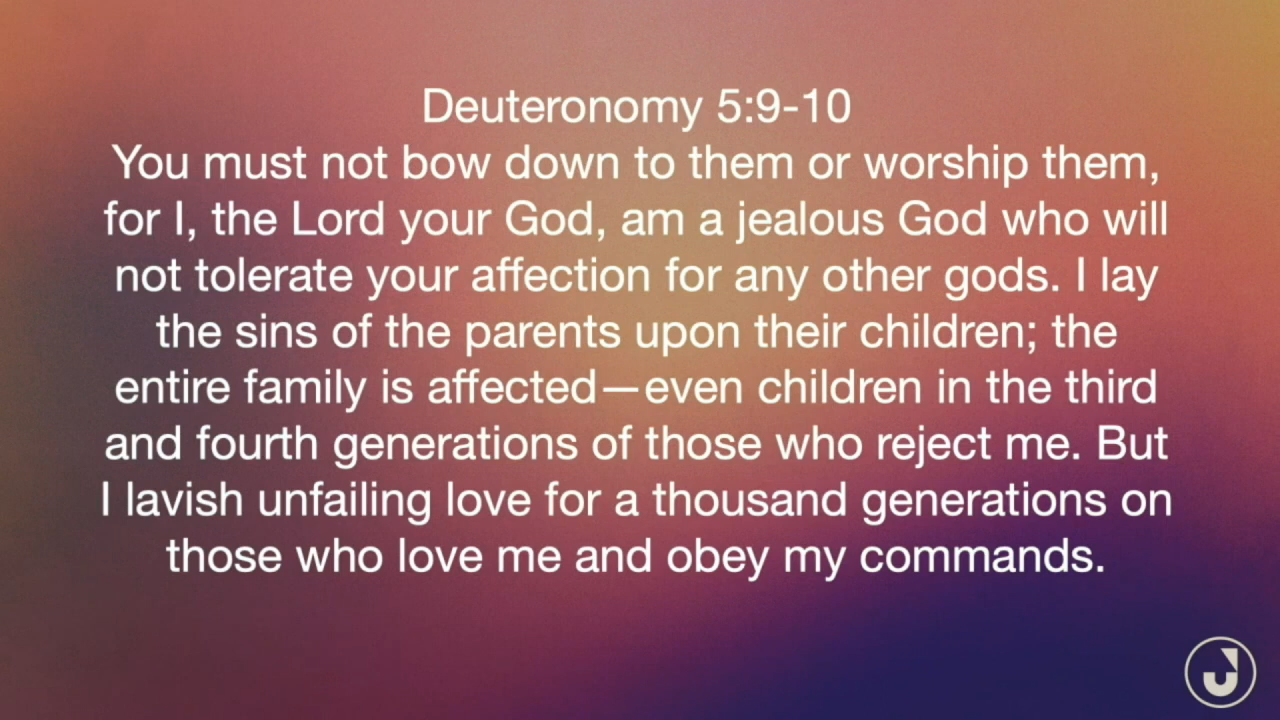 Deuteronomy 5:9-10
You must not bow down to them or worship them,
for I, the Lord your God, am a jealous God who will
not tolerate your affection for any other gods. I lay
the sins of the parents upon their children; the
entire family is affected—even children in the third
and fourth generations of those who reject me. But
I lavish unfailing love for a thousand generations on
those who love me and obey my commands.